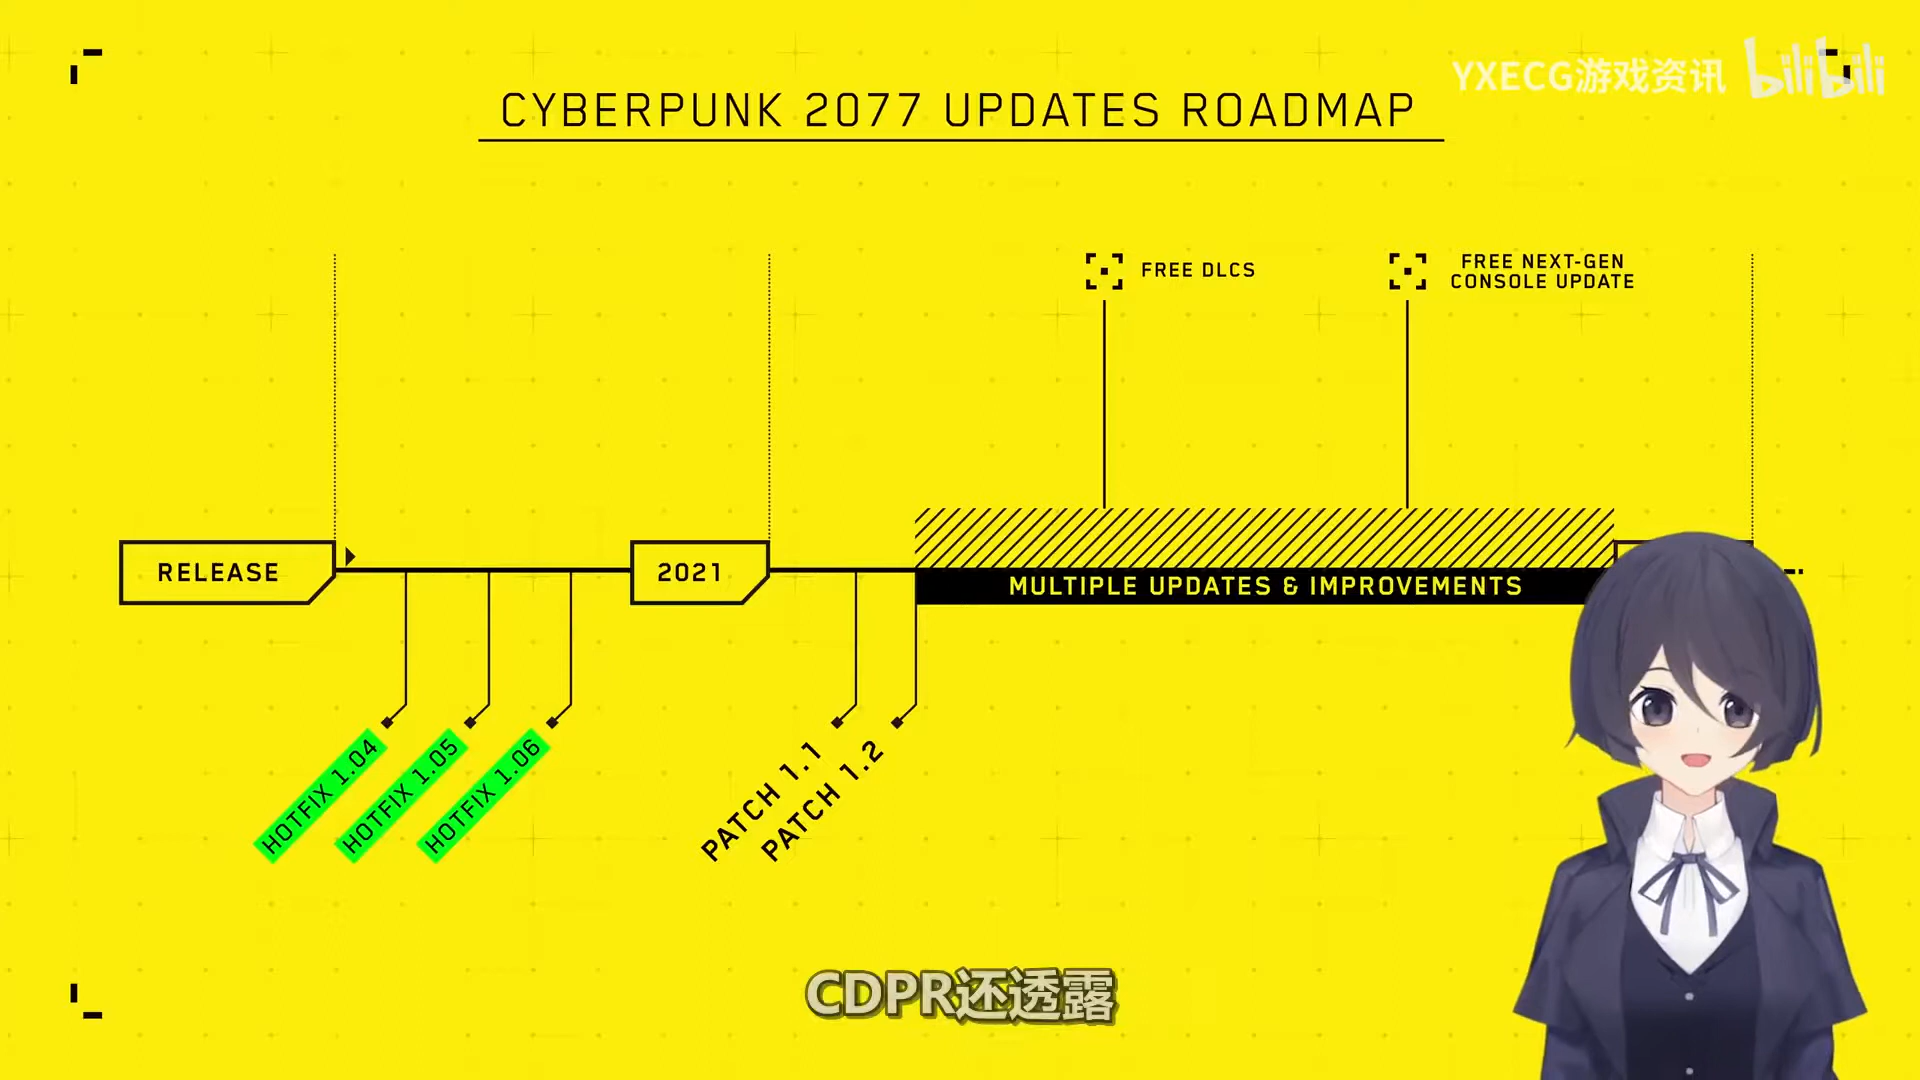 YXECG游戏资讯 bilibili
CYBERPUNK 2077 UPDATES ROADMAP
FREE DLCS
FREE NEXT-GEN
CONSOLE UPDATE
RELEASE
2021
MULTIPLE UPDATES & IMPROVEMENTS
HOTFIX 1.04
HOTFIX 1.05
HOTFIX 1.06
PATCH 1.1
PATCH 1.2
CDPR还透露